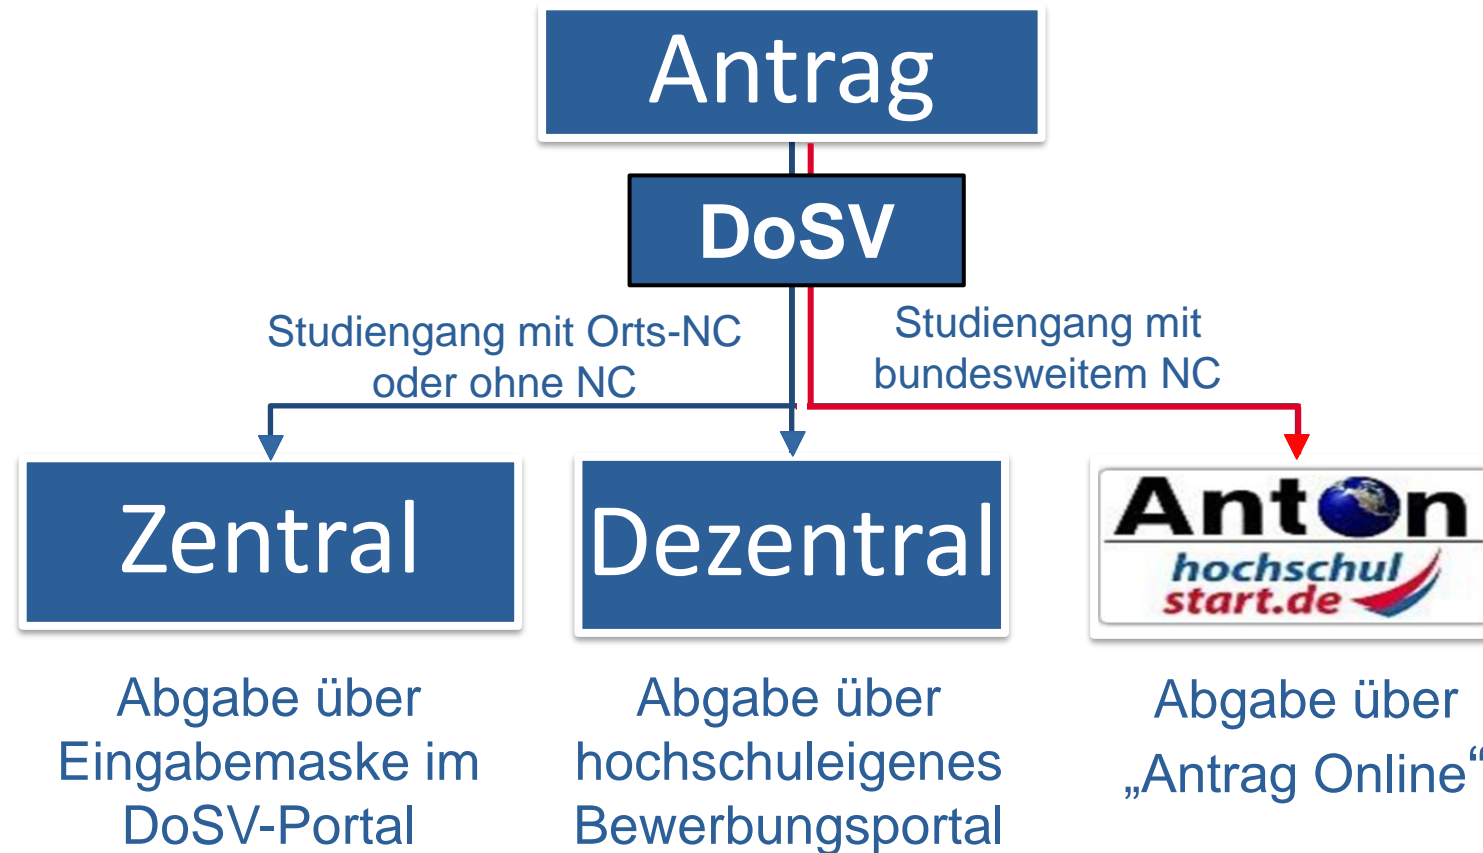 Antrag
DoSV
Studiengang mit Orts-NC
oder ohne NC
Studiengang mit
bundesweitem NC
Zentral
Dezentral
AntOn
hochschul
start.de
Abgabe über
Eingabemaske im
DoSV-Portal
Abgabe über
hochschuleigenes
Bewerbungsportal
Abgabe über
„Antrag Online“